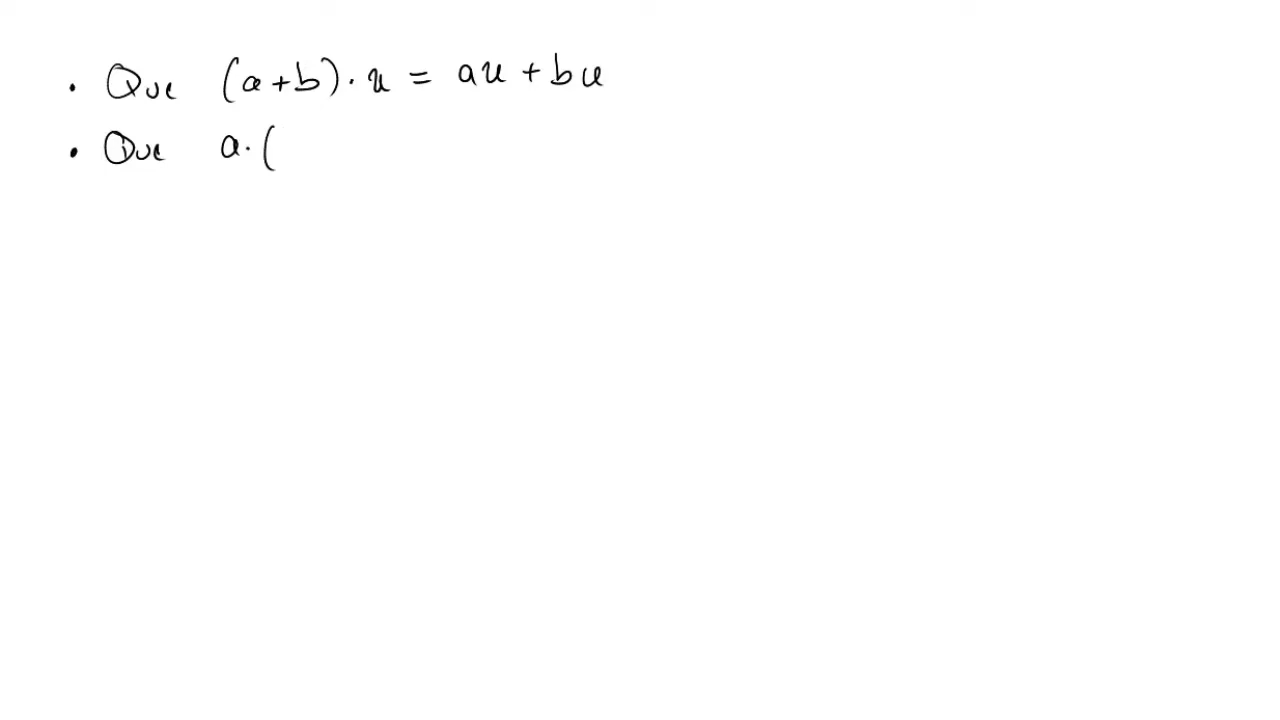 • Que (a+b)·u = au + bu
• Que a·(